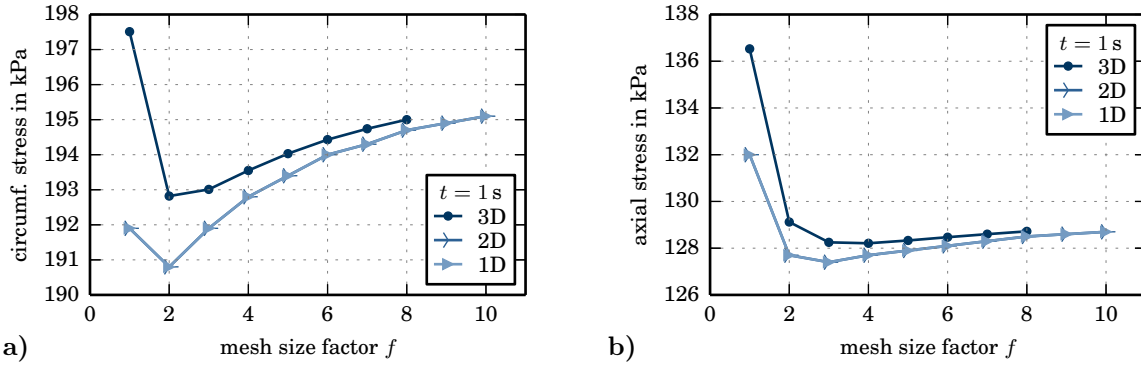 circumf. stress in kPa
198
197
196
195
194
193
192
191
190
0 2 4 6 8 10
mesh size factor f
t = 1 s
3D
2D
1D
a)
axial stress in kPa
138
136
134
132
130
128
126
0 2 4 6 8 10
mesh size factor f
t = 1 s
3D
2D
1D
b)